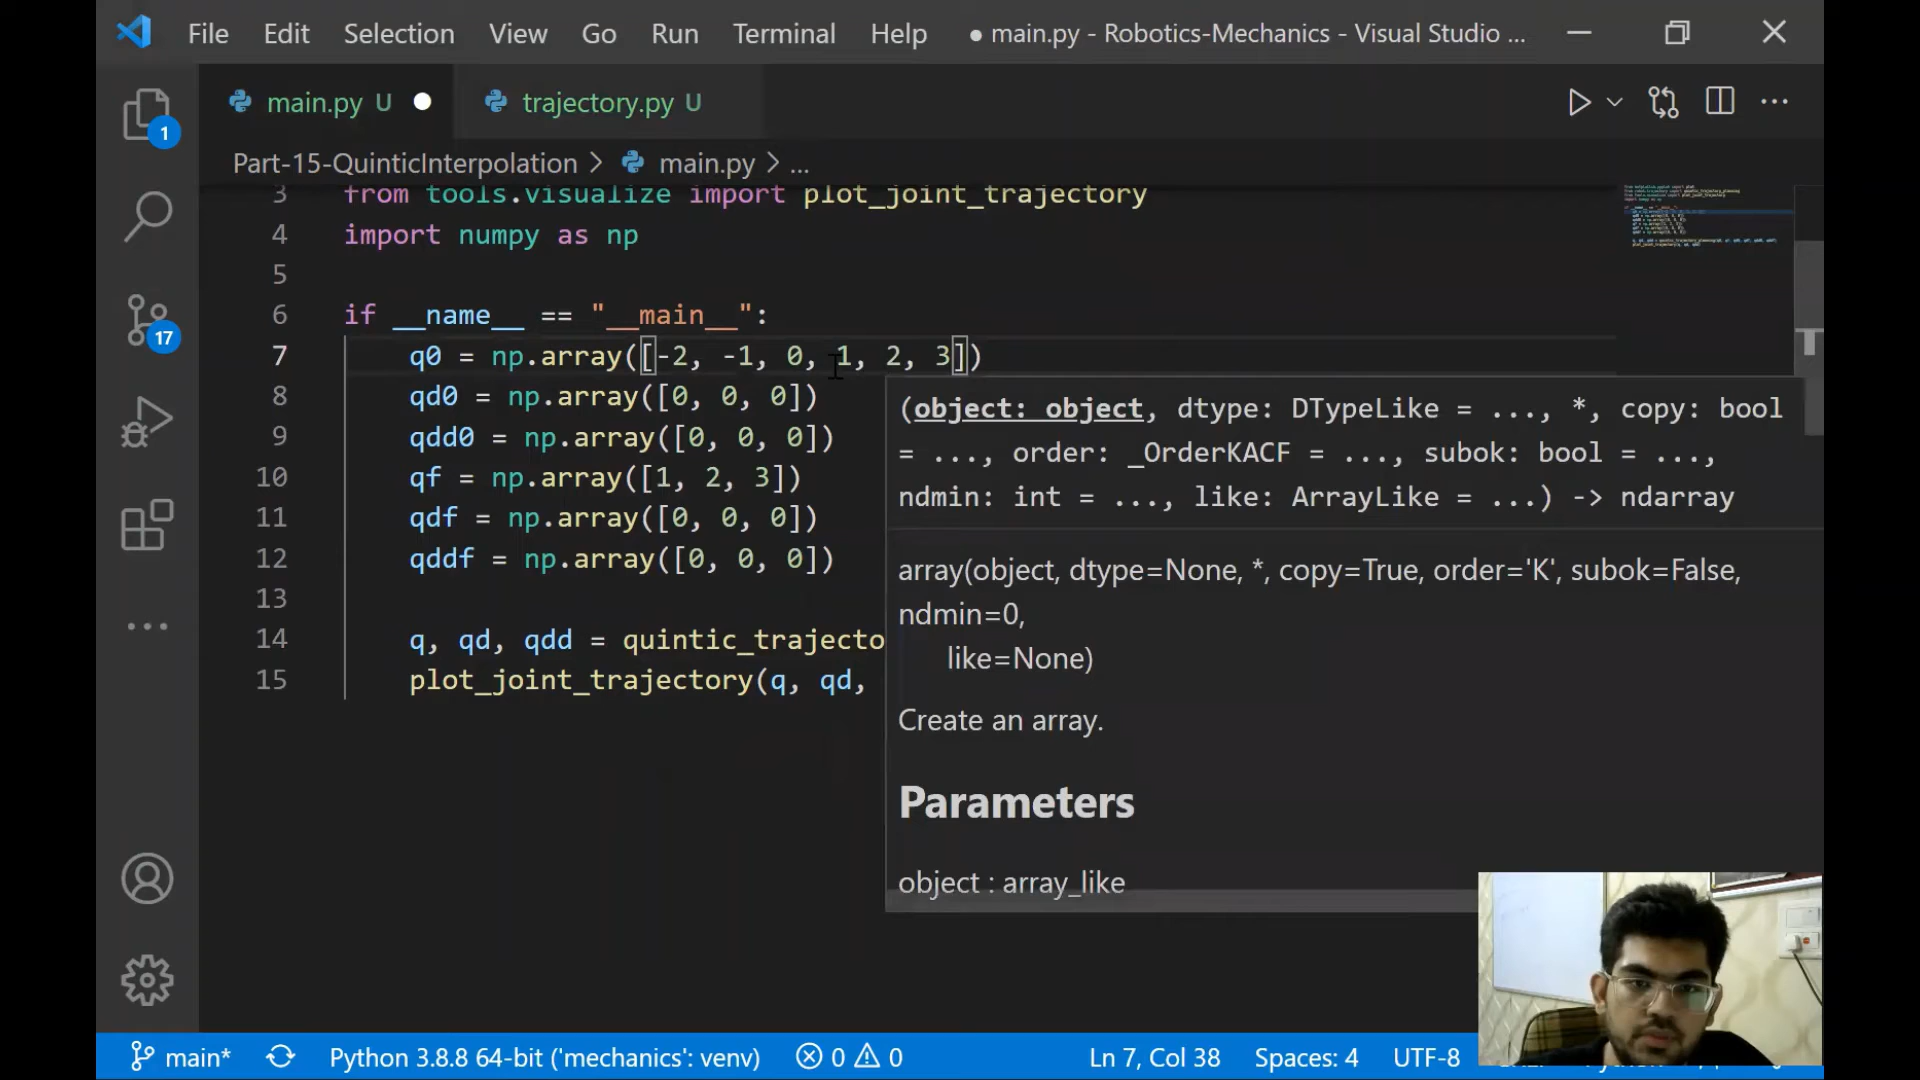 File Edit Selection View Go Run Terminal Help ● main.py - Robotics-Mechanics - Visual Studio ...
main.py U ● trajectory.py U
Part-15-QuinticInterpolation > main.py > ...
3 from tools.visualize import plot_joint_trajectory
4 import numpy as np
5
6 if __name__ == "__main__":
7 q0 = np.array([-2, -1, 0, 1, 2, 3])
8 qd0 = np.array([0, 0, 0])
9 qdd0 = np.array([0, 0, 0])
10 qf = np.array([1, 2, 3])
11 qdf = np.array([0, 0, 0])
12 qddf = np.array([0, 0, 0])
13
14 q, qd, qdd = quintic_trajecto
15 plot_joint_trajectory(q, qd,
(object: object, dtype: DTypeLike = ..., *, copy: bool
= ..., order: _OrderKACF = ..., subok: bool = ...,
ndmin: int = ..., like: ArrayLike = ...) -> ndarray
array(object, dtype=None, *, copy=True, order='K', subok=False,
ndmin=0,
like=None)
Create an array.
Parameters
object : array_like
1
17
main* Python 3.8.8 64-bit ('mechanics': venv) 0 0 Ln 7, Col 38 Spaces: 4 UTF-8